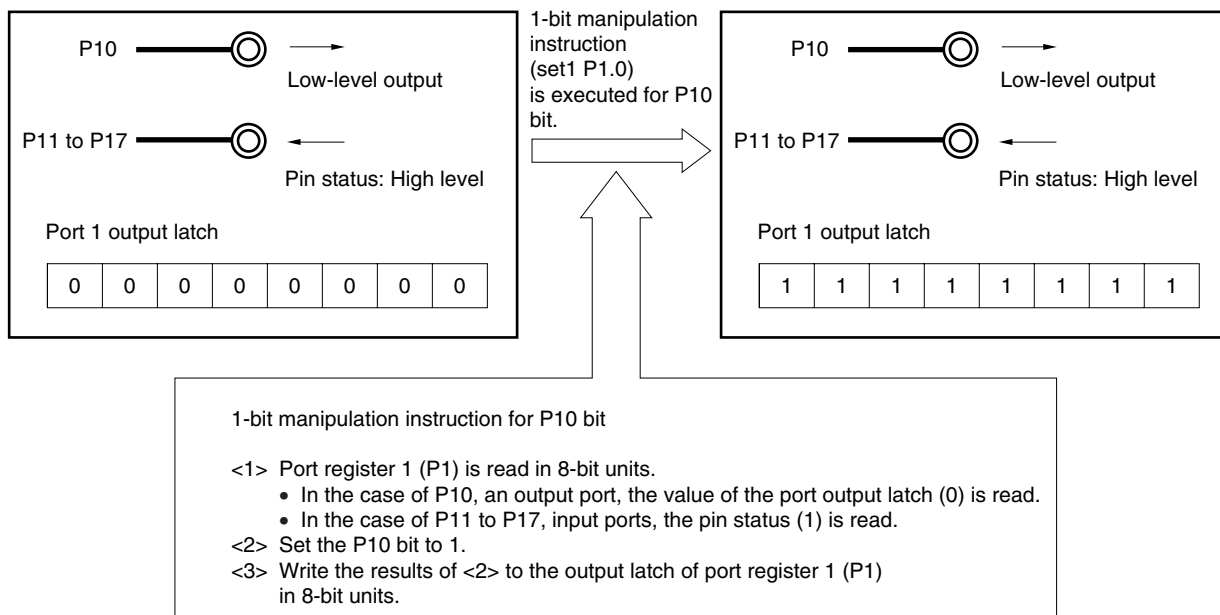 P10
Low-level output
P11 to P17
Pin status: High level
Port 1 output latch
0 0 0 0 0 0 0 0
1-bit manipulation
instruction
(set1 P1.0)
is executed for P10
bit.
P10
Low-level output
P11 to P17
Pin status: High level
Port 1 output latch
1 1 1 1 1 1 1 1
1-bit manipulation instruction for P10 bit
<1> Port register 1 (P1) is read in 8-bit units.
• In the case of P10, an output port, the value of the port output latch (0) is read.
• In the case of P11 to P17, input ports, the pin status (1) is read.
<2> Set the P10 bit to 1.
<3> Write the results of <2> to the output latch of port register 1 (P1)
in 8-bit units.